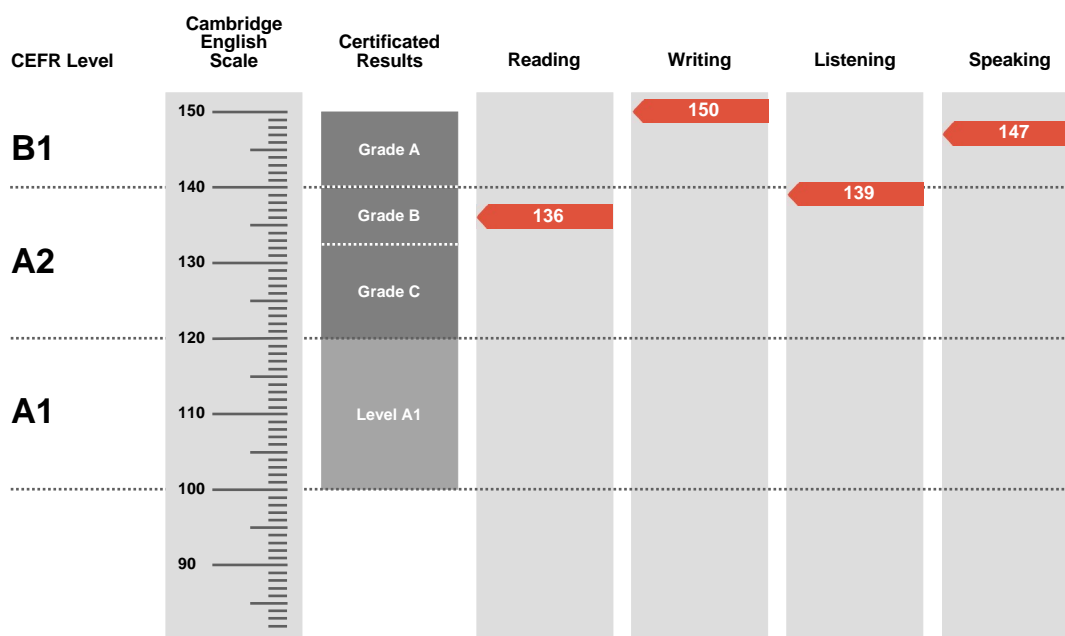 CEFR Level
Cambridge
English
Scale
Certificated
Results
Reading
Writing
Listening
Speaking
150
150
147
B1
Grade A
140
139
Grade B
136
A2
130
Grade C
120
A1
110
Level A1
100
90